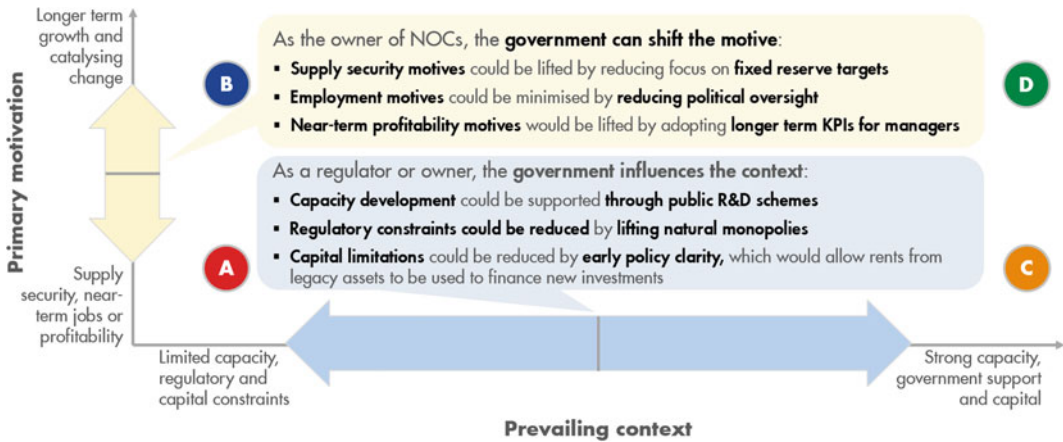 Longer term
growth and
catalysing
change
Primary motivation
Supply
security, near-
term jobs or
profitability
B
D
A
C
As the owner of NOCs, the government can shift the motive:
▪ Supply security motives could be lifted by reducing focus on fixed reserve targets
▪ Employment motives could be minimised by reducing political oversight
▪ Near-term profitability motives would be lifted by adopting longer term KPIs for managers
As a regulator or owner, the government influences the context:
▪ Capacity development could be supported through public R&D schemes
▪ Regulatory constraints could be reduced by lifting natural monopolies
▪ Capital limitations could be reduced by early policy clarity, which would allow rents from
legacy assets to be used to finance new investments
Limited capacity,
regulatory and
capital constraints
Strong capacity,
government support
and capital
Prevailing context